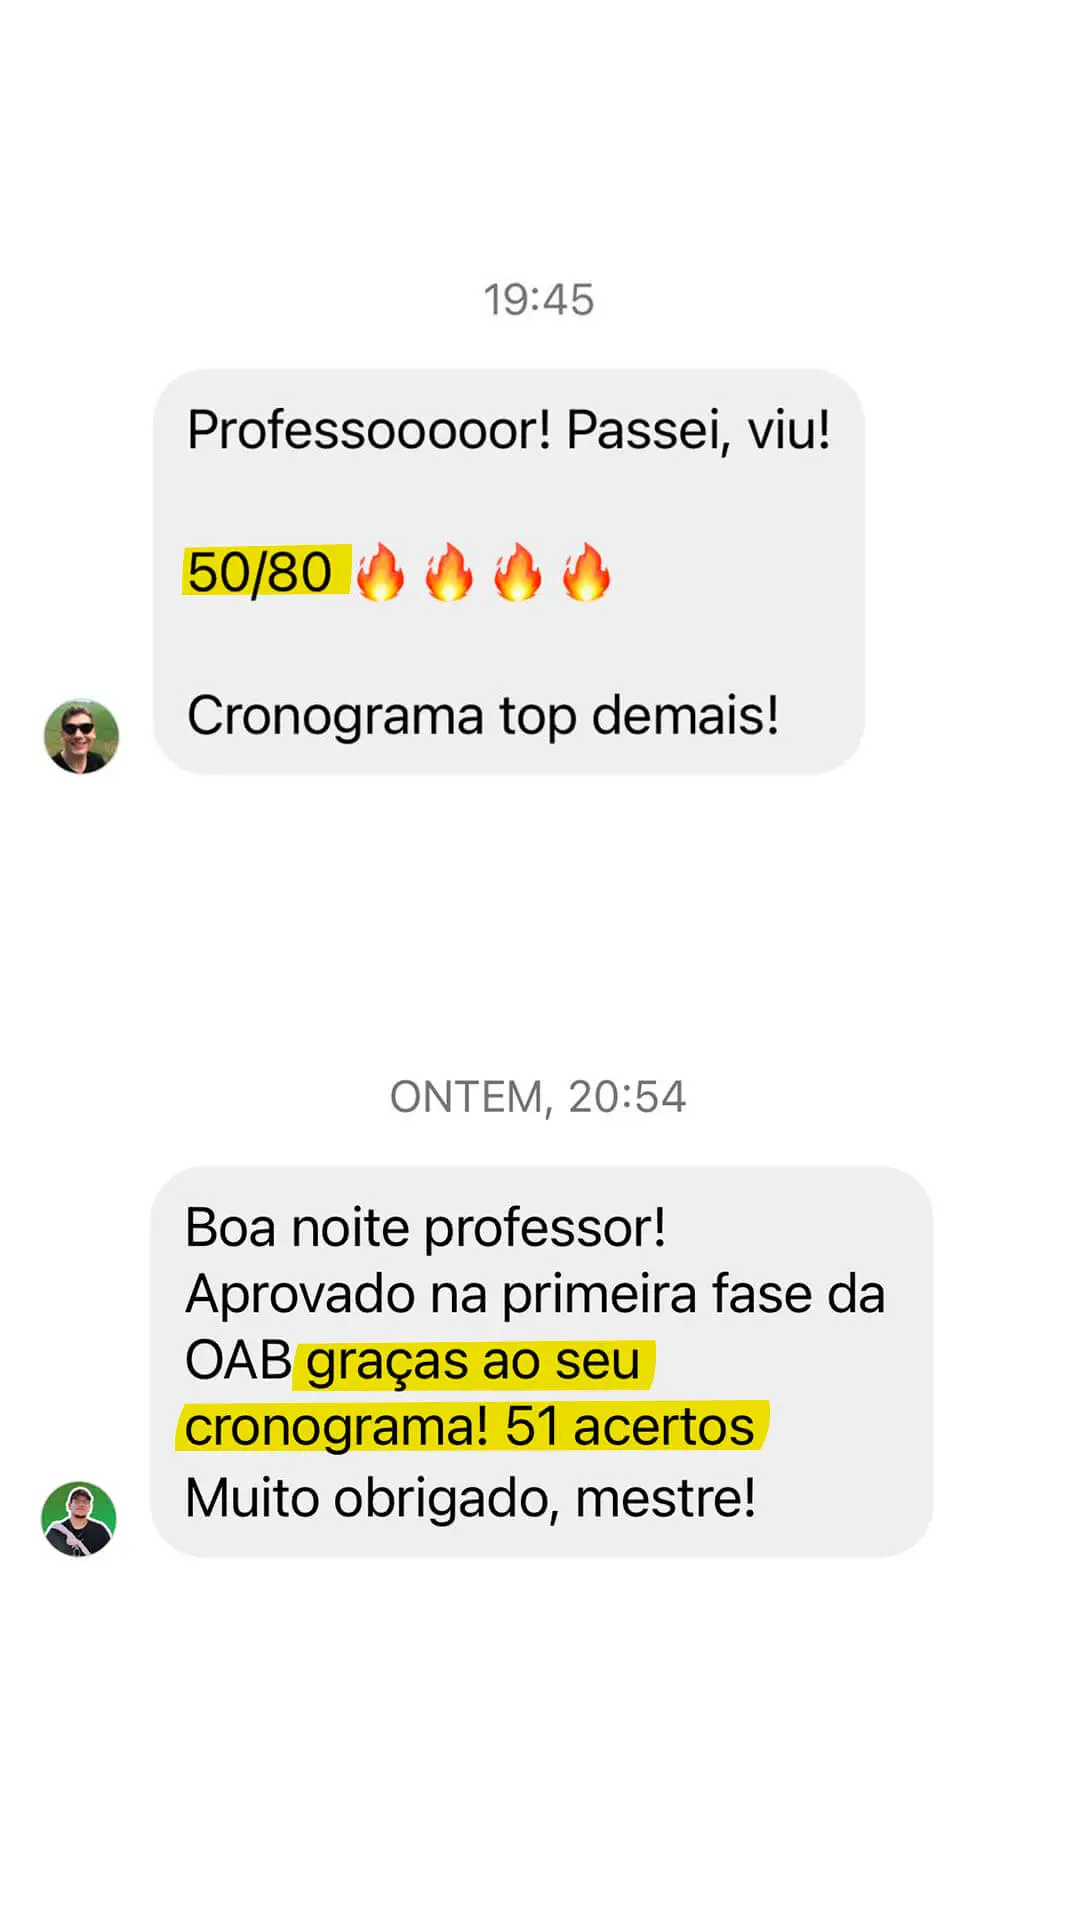 19:45
Professooooor! Passei, viu!
50/80 🔥🔥🔥🔥
Cronograma top demais!
ONTEM, 20:54
Boa noite professor!
Aprovado na primeira fase da
OAB graças ao seu
cronograma! 51 acertos
Muito obrigado, mestre!